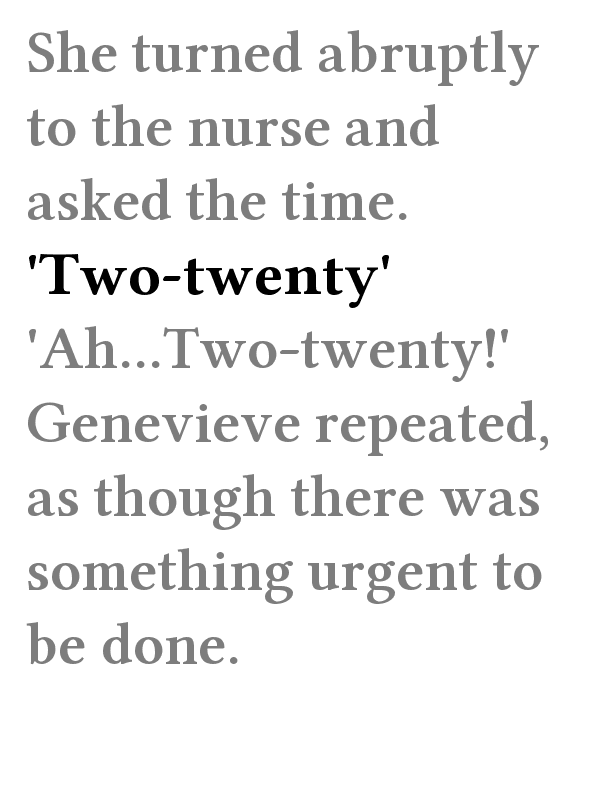 She turned abruptly
to the nurse and
asked the time.
'Two-twenty'
'Ah...Two-twenty!'
Genevieve repeated,
as though there was
something urgent to
be done.